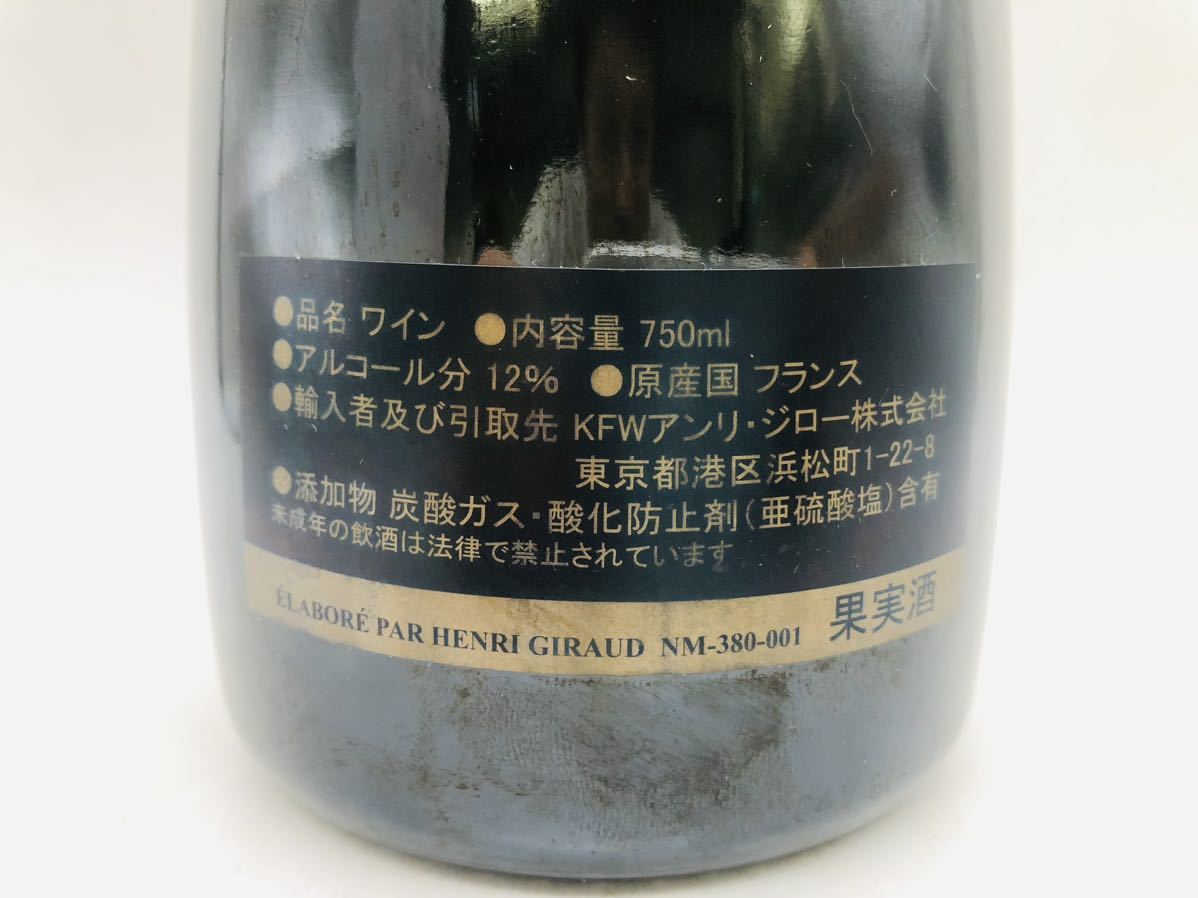 ●品名 ワイン ●内容量 750ml
●アルコール分 12% ●原産国 フランス
●輸入者及び引取先 KFWアンリ・ジロー株式会社
東京都港区浜松町1-22-8
●添加物 炭酸ガス・酸化防止剤(亜硫酸塩)含有
未成年の飲酒は法律で禁止されています
ÉLABORÉ PAR HENRI GIRAUD NM-380-001 果実酒